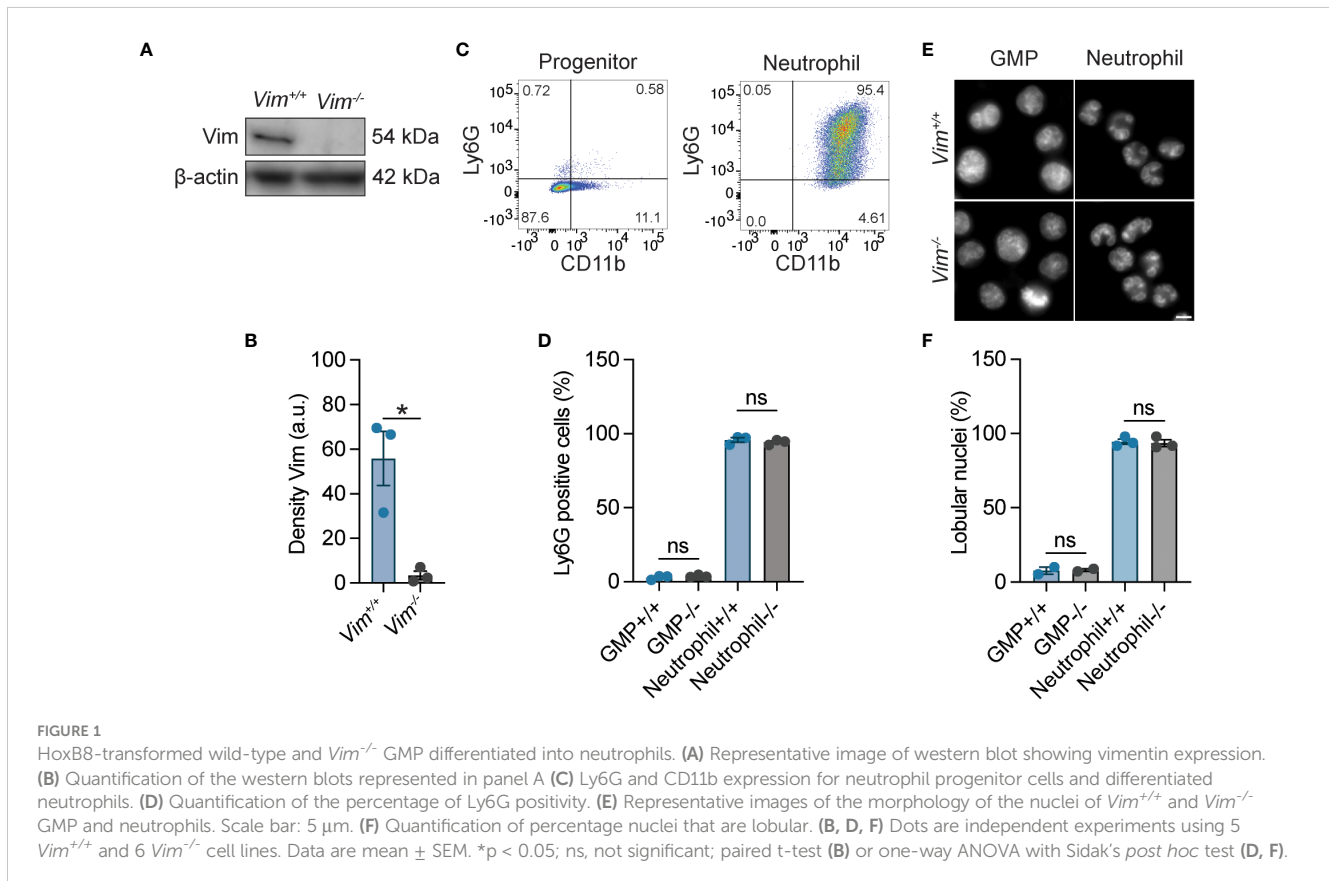 A
Vim+/+ Vim-/-
Vim 54 kDa
β-actin 42 kDa
B
Density Vim (a.u.)
100
80
60
40
20
0
*
Vim+/+
Vim-/-
C
Progenitor
Ly6G
10⁵
10⁴
10³
0
-10³
0.72 0.58
87.6 11.1
-10³ 0 10³ 10⁴ 10⁵
CD11b
Neutrophil
Ly6G
10⁵
10⁴
10³
0
-10³
0.05 95.4
0.0 4.61
-10³ 0 10³ 10⁴ 10⁵
CD11b
D
Ly6G positive cells (%)
150
100
50
0
ns
ns
GMP+/+
GMP-/-
Neutrophil+/+
Neutrophil-/-
E
GMP Neutrophil
Vim+/+
Vim-/-
F
Lobular nuclei (%)
150
100
50
0
ns
ns
GMP+/+
GMP-/-
Neutrophil+/+
Neutrophil-/-
FIGURE 1
HoxB8-transformed wild-type and Vim-/- GMP differentiated into neutrophils. (A) Representative image of western blot showing vimentin expression.
(B) Quantification of the western blots represented in panel A (C) Ly6G and CD11b expression for neutrophil progenitor cells and differentiated
neutrophils. (D) Quantification of the percentage of Ly6G positivity. (E) Representative images of the morphology of the nuclei of Vim+/+ and Vim-/-
GMP and neutrophils. Scale bar: 5 μm. (F) Quantification of percentage nuclei that are lobular. (B, D, F) Dots are independent experiments using 5
Vim+/+ and 6 Vim-/- cell lines. Data are mean ± SEM. *p < 0.05; ns, not significant; paired t-test (B) or one-way ANOVA with Sidak's post hoc test (D, F).